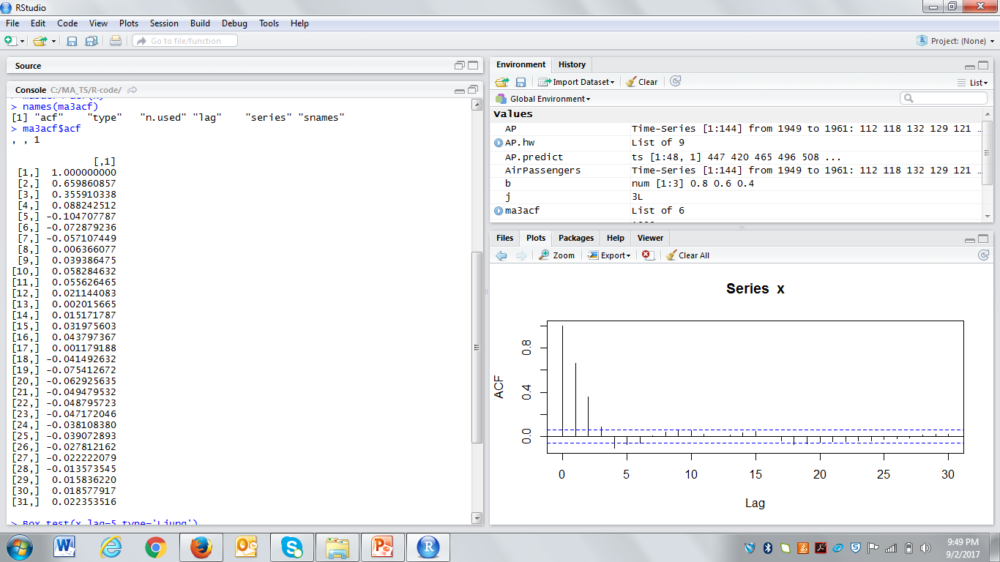 RStudio
File Edit Code View Plots Session Build Debug Tools Help
Go to file/function
Project: (None)
Source
Console C:/MA_TS/R-code/
> names(ma3acf)
[1] "acf" "type" "n.used" "lag" "series" "snames"
> ma3acf$acf
, , 1
[,1]
[1,] 1.000000000
[2,] 0.659860857
[3,] 0.355910338
[4,] 0.088242512
[5,] -0.104707787
[6,] -0.072879236
[7,] -0.057107449
[8,] 0.006366077
[9,] 0.039386475
[10,] 0.058284632
[11,] 0.055626465
[12,] 0.021144083
[13,] 0.002015665
[14,] 0.015171787
[15,] 0.031975603
[16,] 0.043797367
[17,] 0.001179188
[18,] -0.041492632
[19,] -0.075412672
[20,] -0.062925635
[21,] -0.049479532
[22,] -0.048795723
[23,] -0.047172046
[24,] -0.038108380
[25,] -0.039072893
[26,] -0.027812162
[27,] -0.022222079
[28,] -0.013573545
[29,] 0.015836220
[30,] 0.018577917
[31,] 0.022353516
> Box.test(x,lag=5,type='Ljung')
Environment History
Import Dataset Clear List
Global Environment
Values
AP Time-Series [1:144] from 1949 to 1961: 112 118 132 129 121 …
AP.hw List of 9
AP.predict ts [1:48, 1] 447 420 465 496 508 ...
AirPassengers Time-Series [1:144] from 1949 to 1961: 112 118 132 129 121 …
b num [1:3] 0.8 0.6 0.4
j 3L
ma3acf List of 6
Files Plots Packages Help Viewer
Zoom Export Clear All
Series x
ACF
0.8
0.4
0.0
0 5 10 15 20 25 30
Lag
9:49 PM
9/2/2017